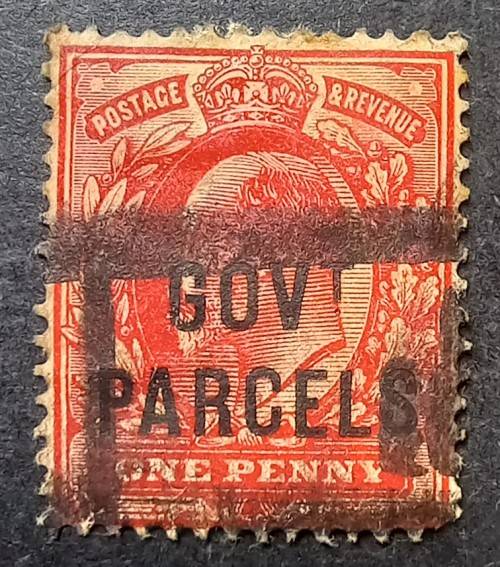 POSTAGE & REVENUE
GOVT
PARCELS
ONE PENNY